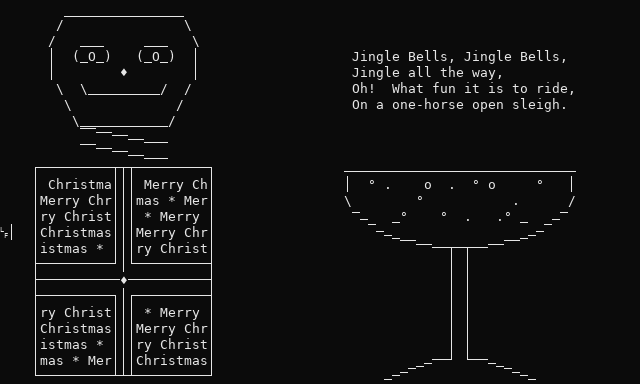 Jingle Bells, Jingle Bells,
Jingle all the way,
Oh!  What fun it is to ride,
On a one-horse open sleigh.
Christma
Merry Chr
ry Christ
Christmas
istmas *
Merry Ch
mas * Mer
* Merry
Merry Chr
ry Christ
ry Christ
Christmas
istmas *
mas * Mer
* Merry
Merry Chr
ry Christ
Christmas